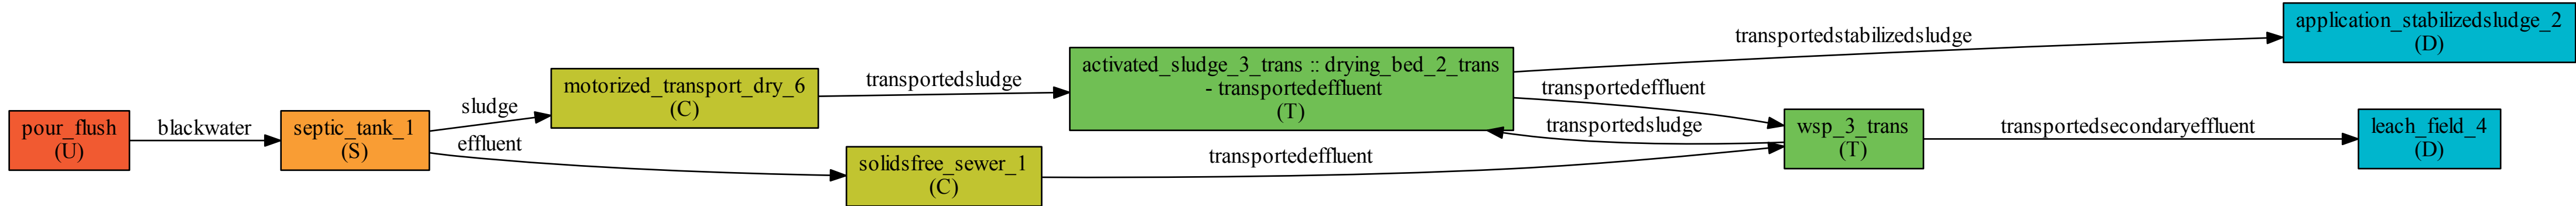 pour_flush
(U)
blackwater
septic_tank_1
(S)
sludge
effluent
motorized_transport_dry_6
(C)
solidsfree_sewer_1
(C)
transportedsludge
transportedeffluent
activated_sludge_3_trans :: drying_bed_2_trans
- transportedeffluent
(T)
transportedstabilizedsludge
transportedeffluent
transportedsludge
wsp_3_trans
(T)
transportedsecondaryeffluent
application_stabilizedsludge_2
(D)
leach_field_4
(D)